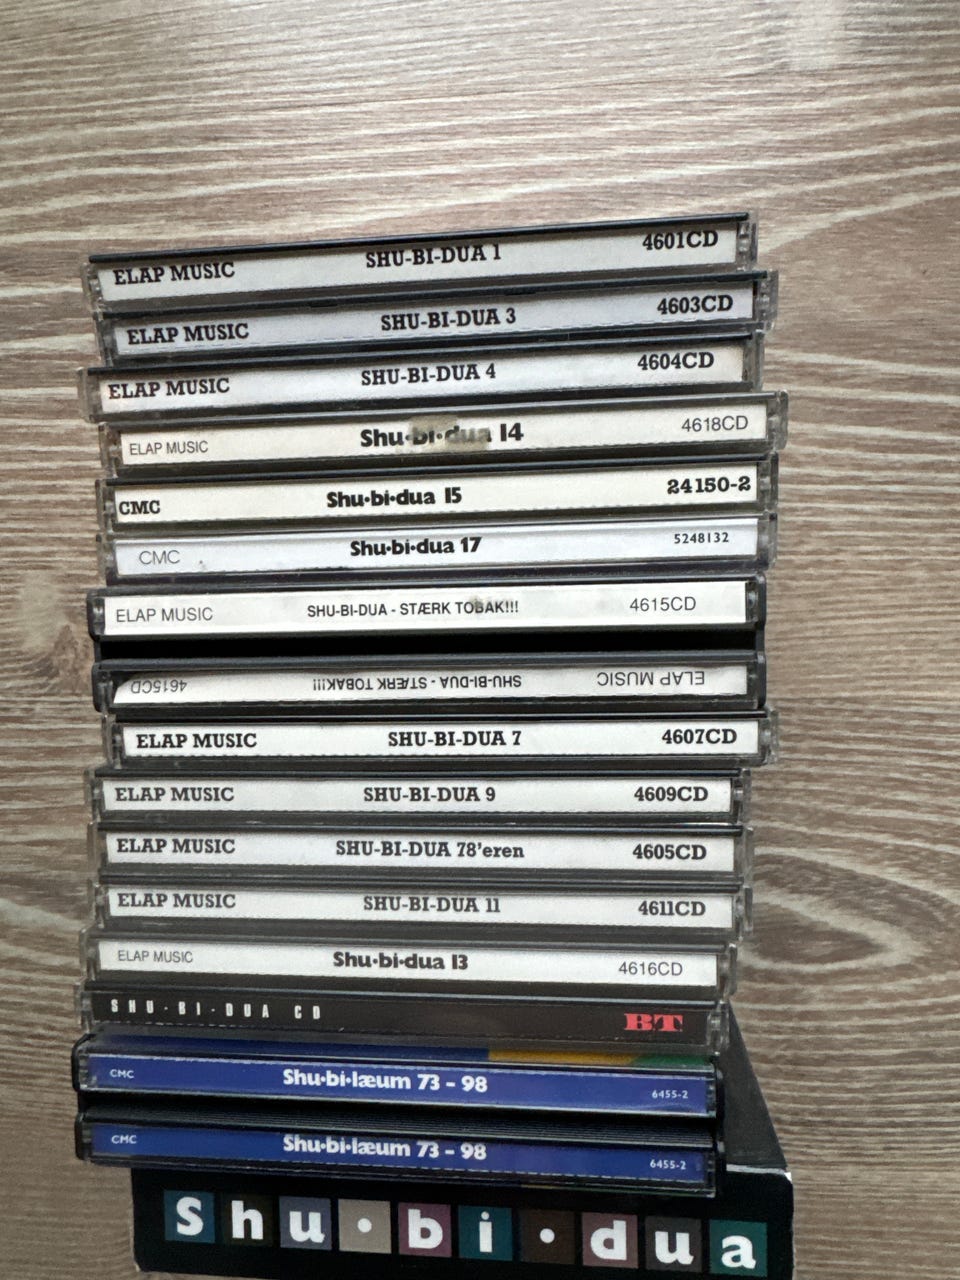 ELAP MUSIC SHU-BI-DUA 1 4601CD
ELAP MUSIC SHU-BI-DUA 3 4603CD
ELAP MUSIC SHU-BI-DUA 4 4604CD
ELAP MUSIC Shu·bi·dua 14 4618CD
CMC Shu·bi·dua 15 24150-2
CMC Shu·bi·dua 17 5248132
ELAP MUSIC SHU-BI-DUA - STÆRK TOBAK!!! 4615CD
ELAP MUSIC SHU-BI-DUA - STÆRK TOBAK!!! 4615CD
ELAP MUSIC SHU-BI-DUA 7 4607CD
ELAP MUSIC SHU-BI-DUA 9 4609CD
ELAP MUSIC SHU-BI-DUA 78'eren 4605CD
ELAP MUSIC SHU-BI-DUA 11 4611CD
ELAP MUSIC Shu·bi·dua 13 4616CD
SHU·BI·DUA CD BT
CMC Shu·bi·læum 73 - 98 6455-2
CMC Shu·bi·læum 73 - 98 6455-2
Shu·bi·dua